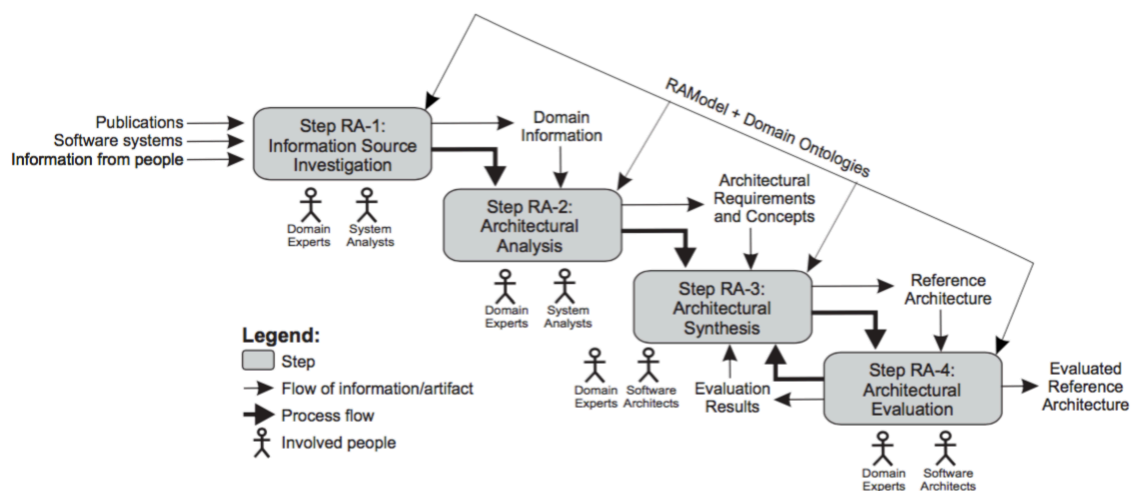 RAModel + Domain Ontologies
Publications
Software systems
Information from people
Step RA-1:
Information Source
Investigation
Domain
Information
Domain
Experts
System
Analysts
Step RA-2:
Architectural
Analysis
Architectural
Requirements
and Concepts
Domain
Experts
System
Analysts
Step RA-3:
Architectural
Synthesis
Reference
Architecture
Domain
Experts
Software
Architects
Evaluation
Results
Step RA-4:
Architectural
Evaluation
Evaluated
Reference
Architecture
Domain
Experts
Software
Architects
Legend:
Step
Flow of information/artifact
Process flow
Involved people